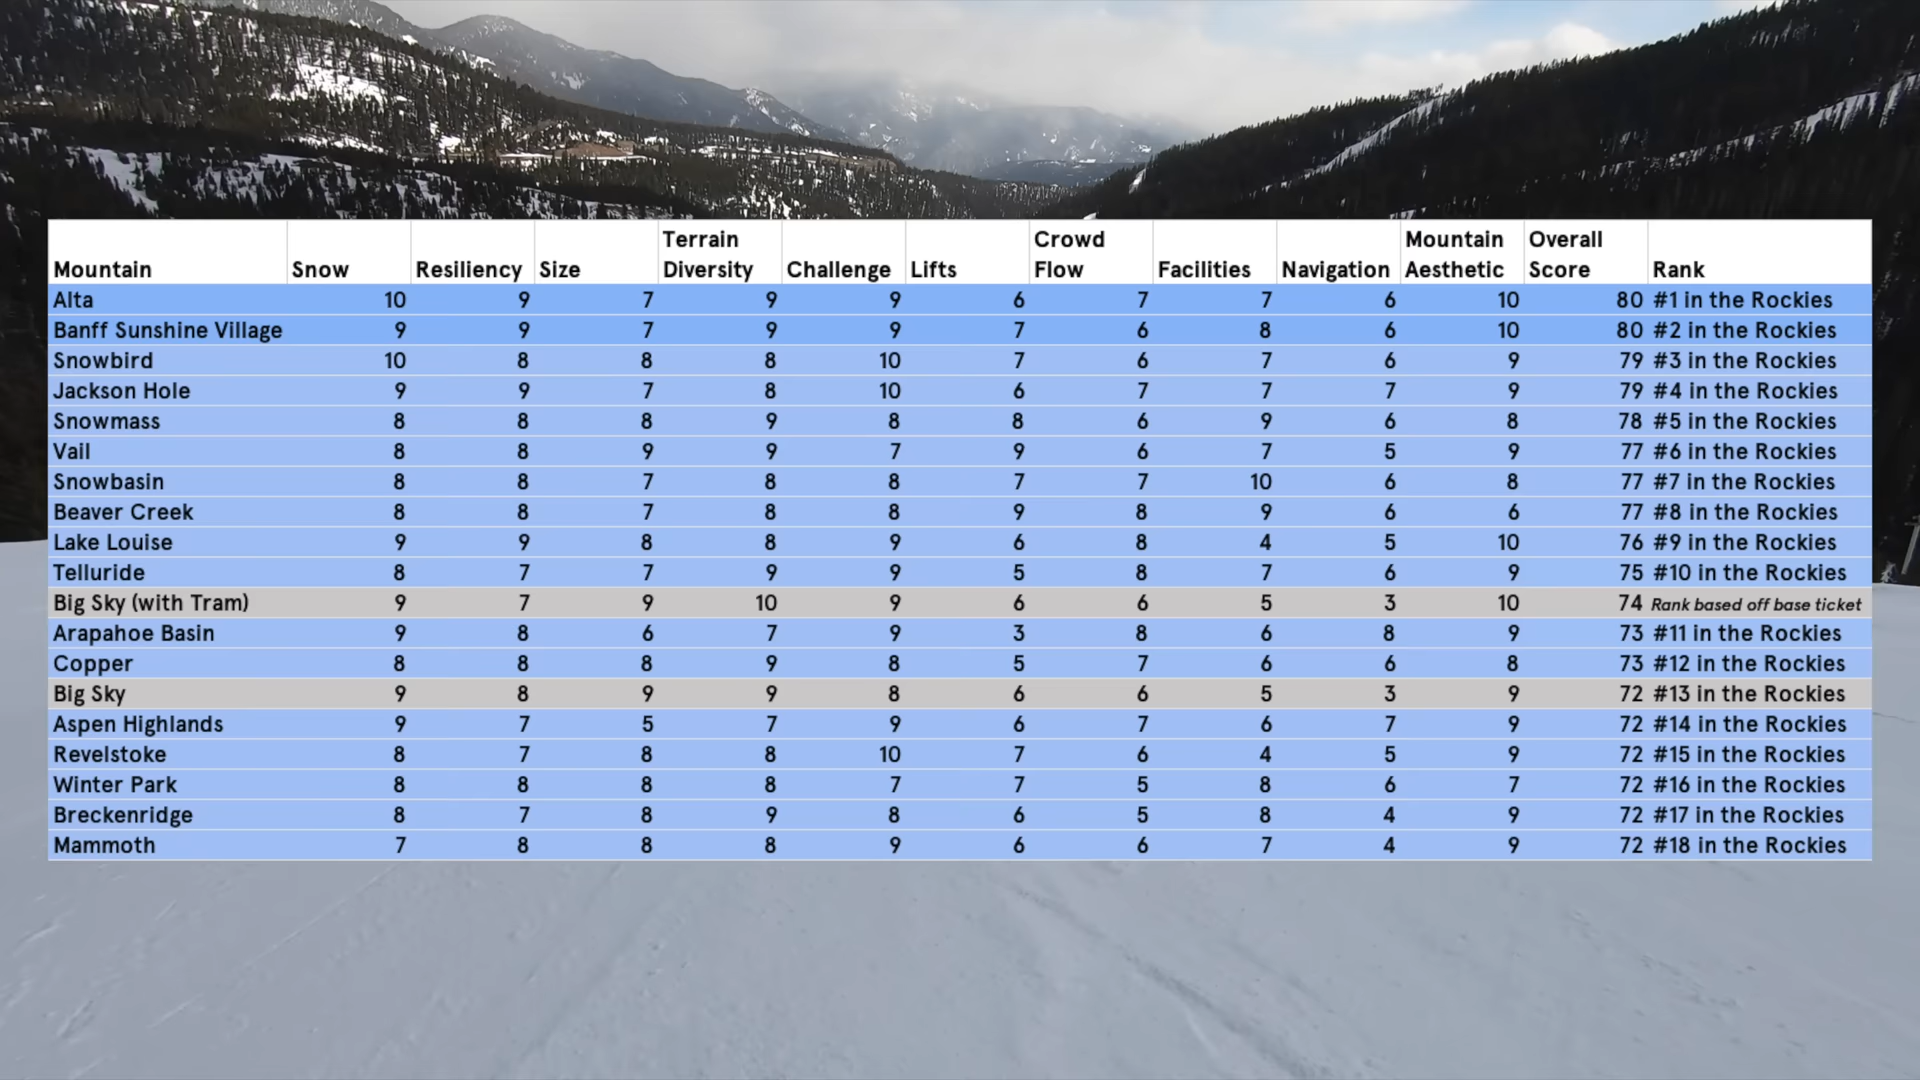 Mountain Snow Resiliency Size Terrain Diversity Challenge Lifts Crowd Flow Facilities Navigation Mountain Aesthetic Overall Score Rank
Alta 10 9 7 9 9 6 7 7 6 10 80 #1 in the Rockies
Banff Sunshine Village 9 9 7 9 9 7 6 8 6 10 80 #2 in the Rockies
Snowbird 10 8 8 8 10 7 6 7 6 9 79 #3 in the Rockies
Jackson Hole 9 9 7 8 10 6 7 7 7 9 79 #4 in the Rockies
Snowmass 8 8 8 9 8 8 6 9 6 8 78 #5 in the Rockies
Vail 8 8 9 9 7 9 6 7 5 9 77 #6 in the Rockies
Snowbasin 8 8 7 8 8 7 7 10 6 8 77 #7 in the Rockies
Beaver Creek 8 8 7 8 8 9 8 9 6 6 77 #8 in the Rockies
Lake Louise 9 9 8 8 9 6 8 4 5 10 76 #9 in the Rockies
Telluride 8 7 7 9 9 5 8 7 6 9 75 #10 in the Rockies
Big Sky (with Tram) 9 7 9 10 9 6 6 5 3 10 74 Rank based off base ticket
Arapahoe Basin 9 8 6 7 9 3 8 6 8 9 73 #11 in the Rockies
Copper 8 8 8 9 8 5 7 6 6 8 73 #12 in the Rockies
Big Sky 9 8 9 9 8 6 6 5 3 9 72 #13 in the Rockies
Aspen Highlands 9 7 5 7 9 6 7 6 7 9 72 #14 in the Rockies
Revelstoke 8 7 8 8 10 7 6 4 5 9 72 #15 in the Rockies
Winter Park 8 8 8 8 7 7 5 8 6 7 72 #16 in the Rockies
Breckenridge 8 7 8 9 8 6 5 8 4 9 72 #17 in the Rockies
Mammoth 7 8 8 8 9 6 6 7 4 9 72 #18 in the Rockies